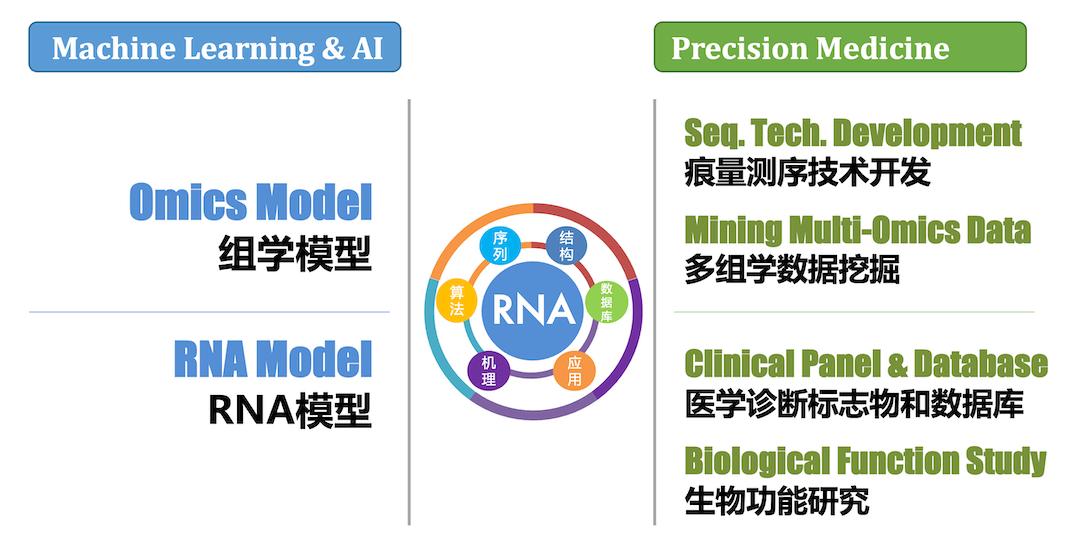 Machine Learning & AI
Precision Medicine
Omics Model
组学模型
RNA Model
RNA模型
序
列
结
构
算
法
RNA
数
据
库
机
理
应
用
Seq. Tech. Development
痕量测序技术开发
Mining Multi-Omics Data
多组学数据挖掘
Clinical Panel & Database
医学诊断标志物和数据库
Biological Function Study
生物功能研究